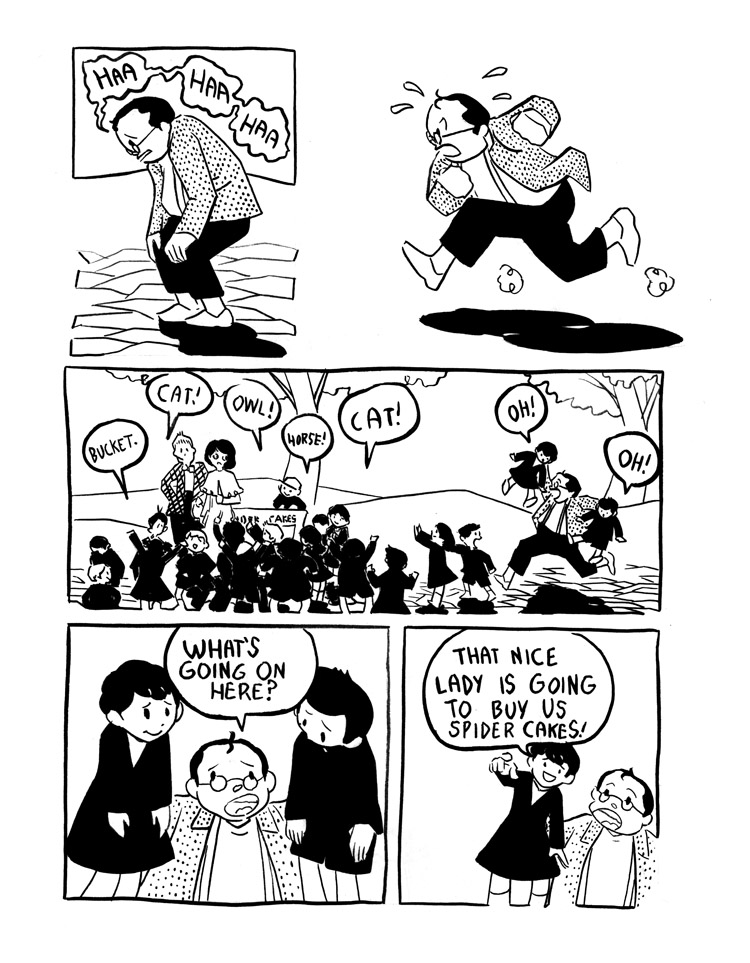 HAA
HAA
HAA
BUCKET.
CAT!
OWL!
HORSE!
CAT!
OH!
OH!
CAKES
WHAT'S
GOING ON
HERE?
THAT NICE
LADY IS GOING
TO BUY US
SPIDER CAKES!